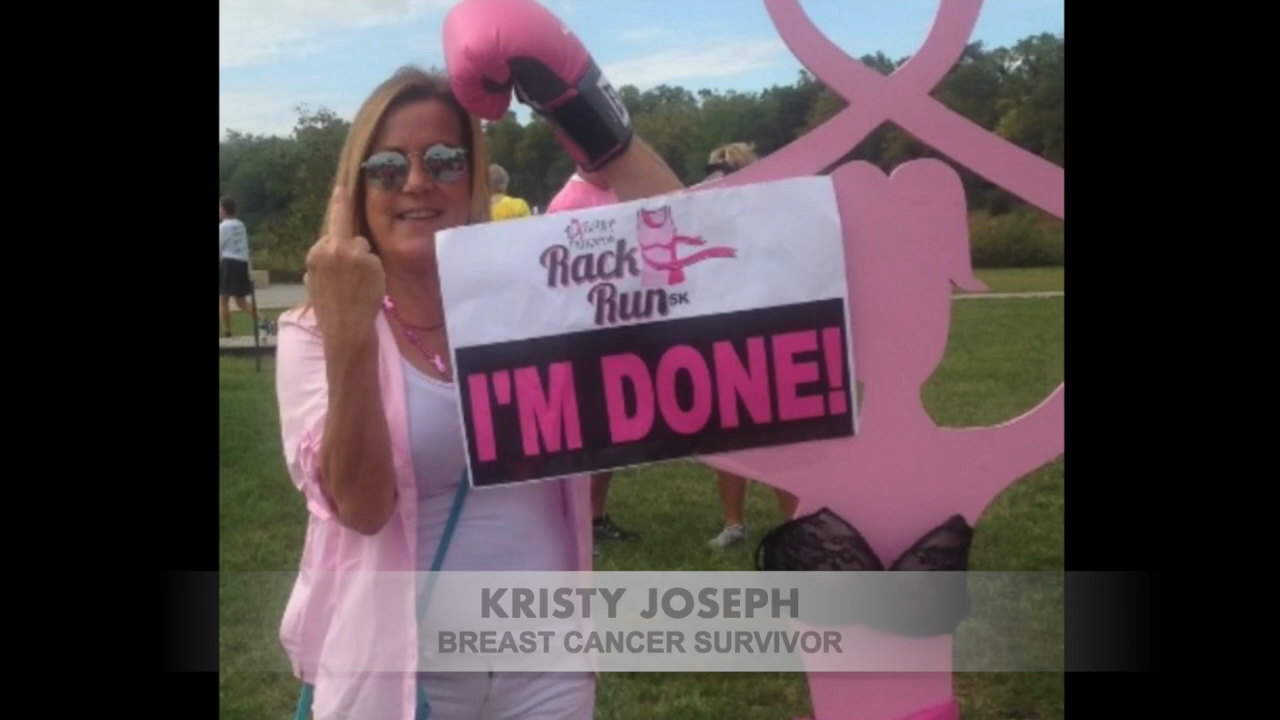 Rack
Run 5K
I'M DONE!
KRISTY JOSEPH
BREAST CANCER SURVIVOR